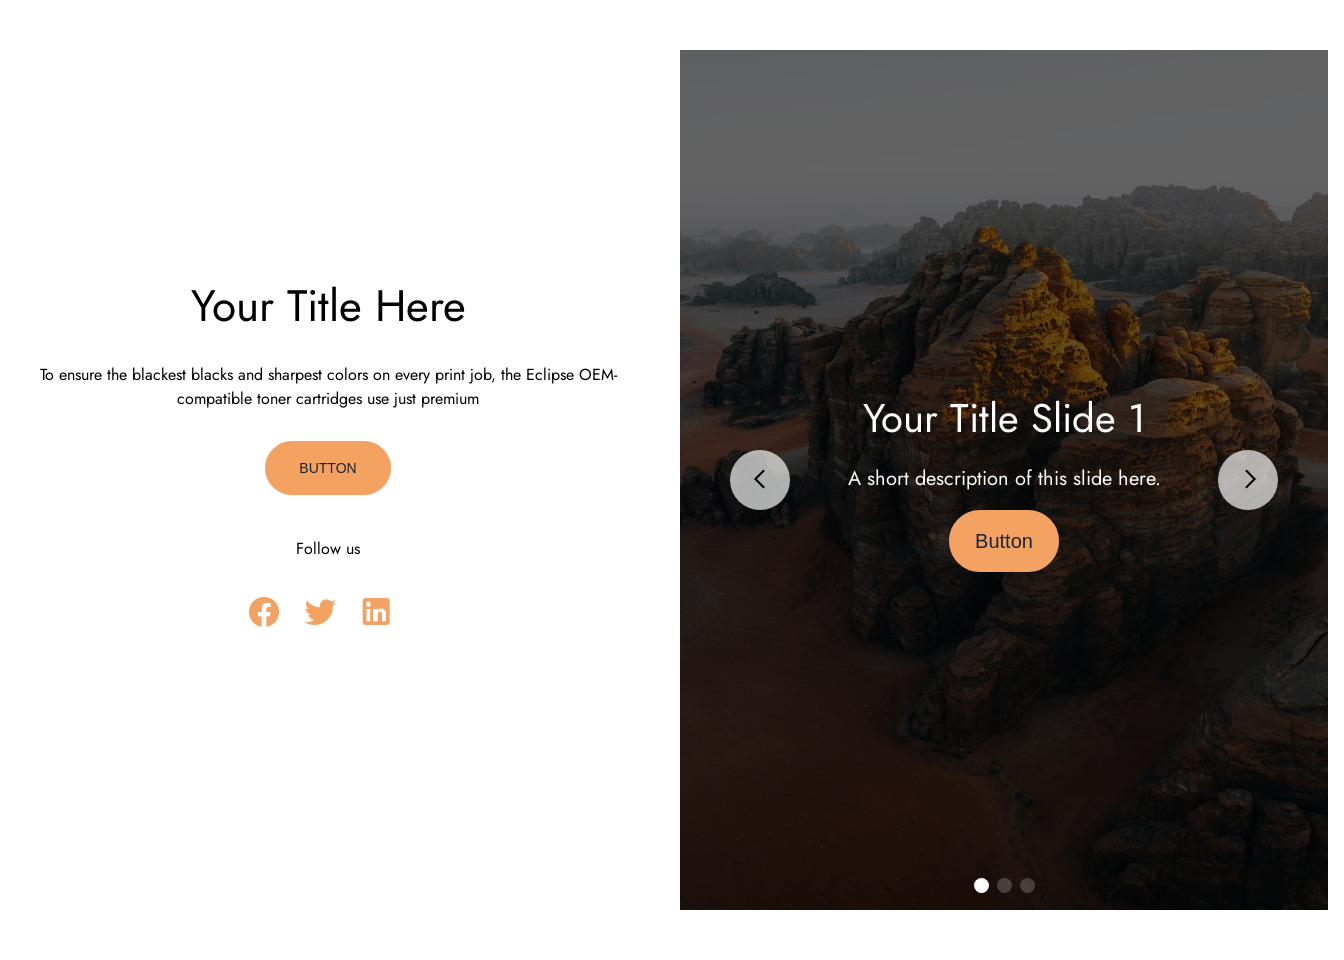 Your Title Here
To ensure the blackest blacks and sharpest colors on every print job, the Eclipse OEM-
compatible toner cartridges use just premium
BUTTON
Follow us
Your Title Slide 1
A short description of this slide here.
Button